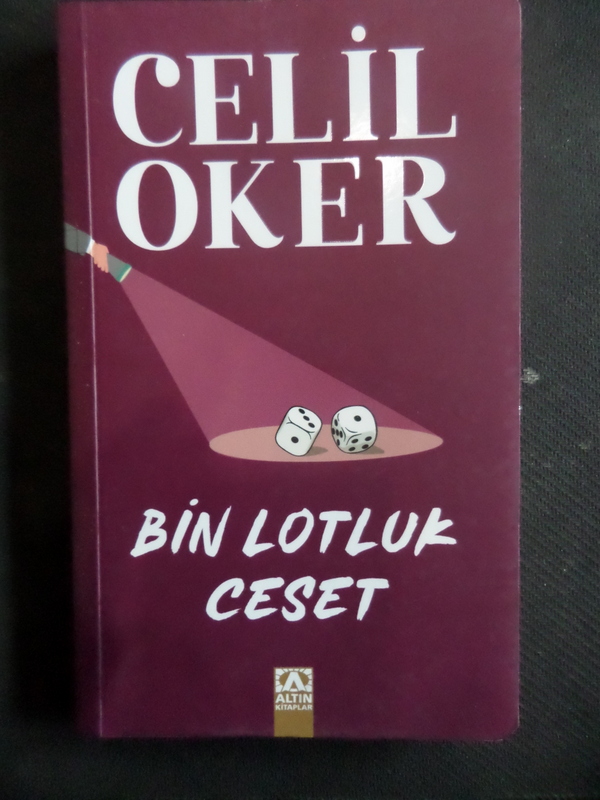 CELİL
OKER
BİN LOTLUK
CESET
ALTIN
KİTAPLAR